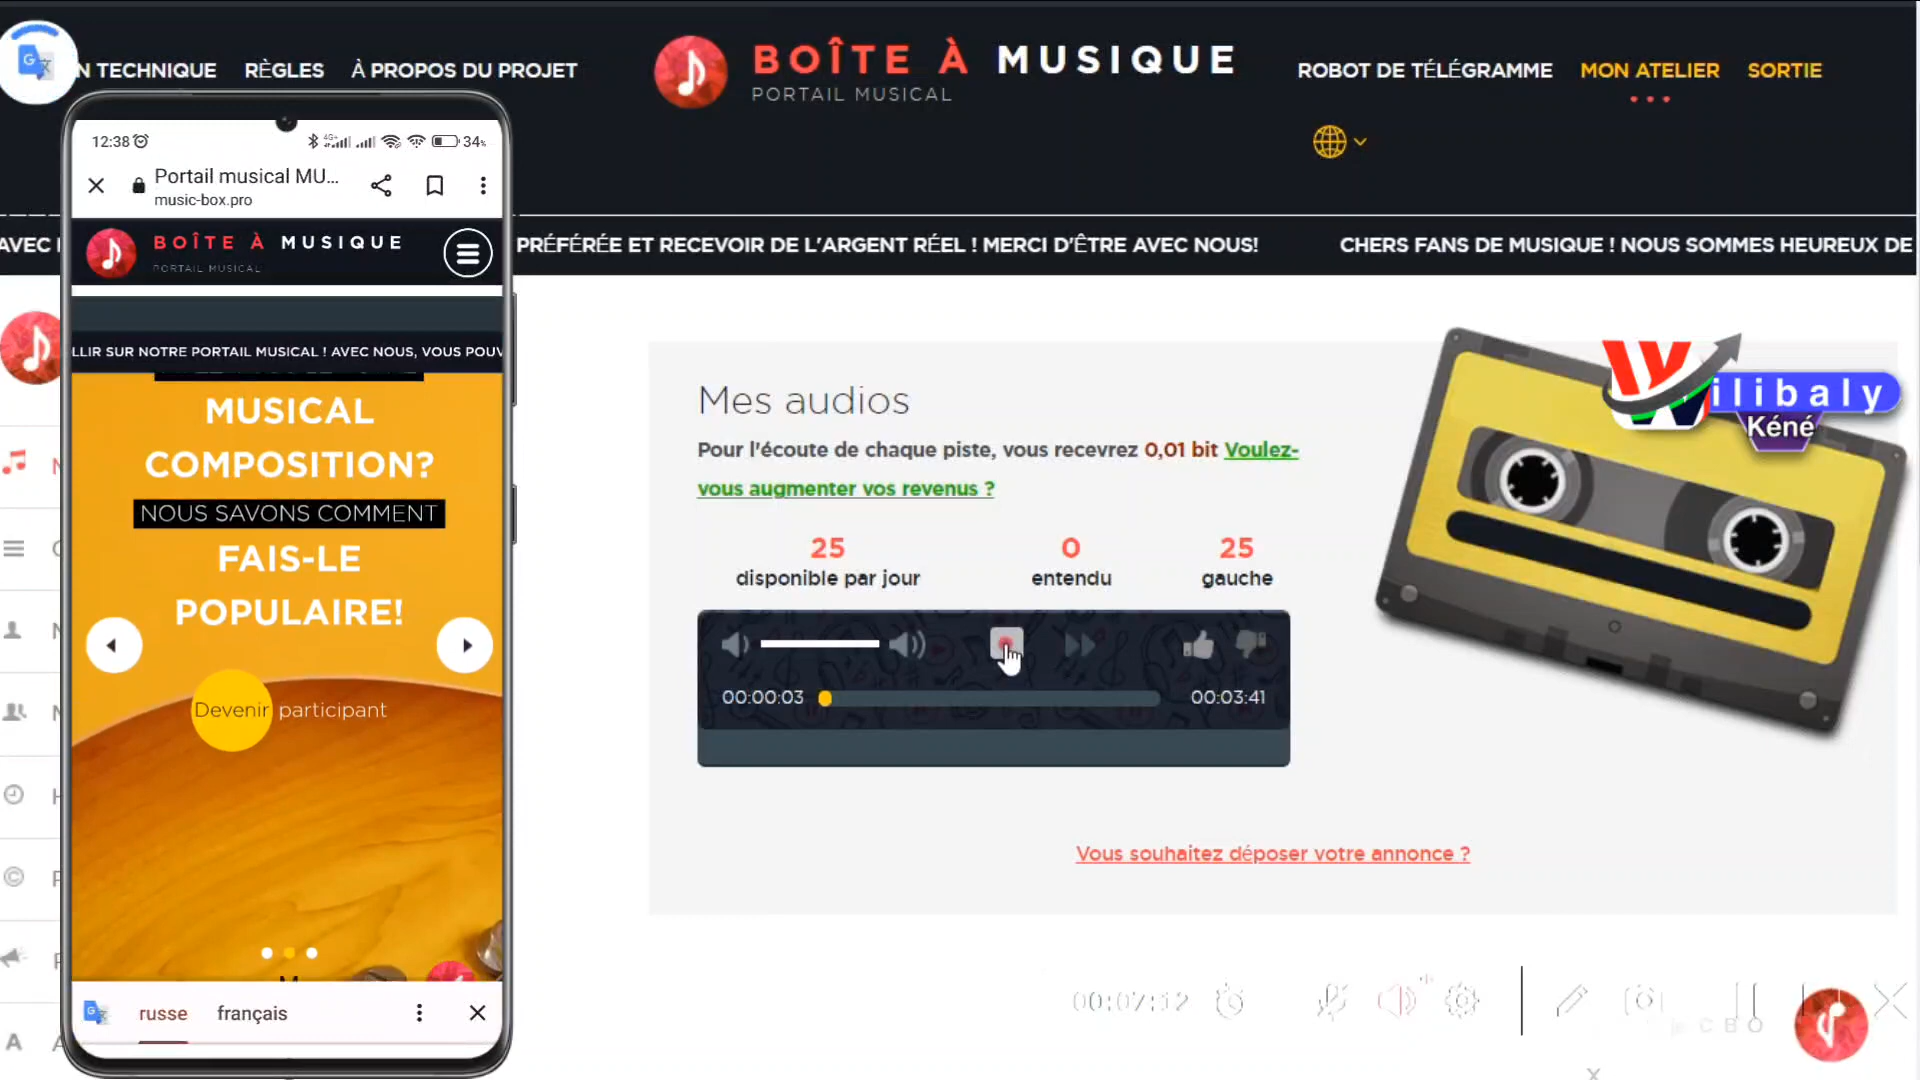 N TECHNIQUE
RÈGLES
À PROPOS DU PROJET
BOÎTE À MUSIQUE
PORTAIL MUSICAL
ROBOT DE TÉLÉGRAMME
MON ATELIER
SORTIE
AVEC
PRÉFÉRÉE ET RECEVOIR DE L'ARGENT RÉEL ! MERCI D'ÊTRE AVEC NOUS!
CHERS FANS DE MUSIQUE ! NOUS SOMMES HEUREUX DE
12:38
4G+
34%
Portail musical MU...
music-box.pro
BOÎTE À MUSIQUE
PORTAIL MUSICAL
LLIR SUR NOTRE PORTAIL MUSICAL ! AVEC NOUS, VOUS POUV
MUSICAL
COMPOSITION?
NOUS SAVONS COMMENT
FAIS-LE
POPULAIRE!
Devenir participant
russe
français
Mes audios
Pour l'écoute de chaque piste, vous recevrez 0,01 bit Voulez-
vous augmenter vos revenus ?
25
disponible par jour
0
entendu
25
gauche
00:00:03
00:03:41
Vous souhaitez déposer votre annonce ?
Wilibaly
Kéné
00:07:12